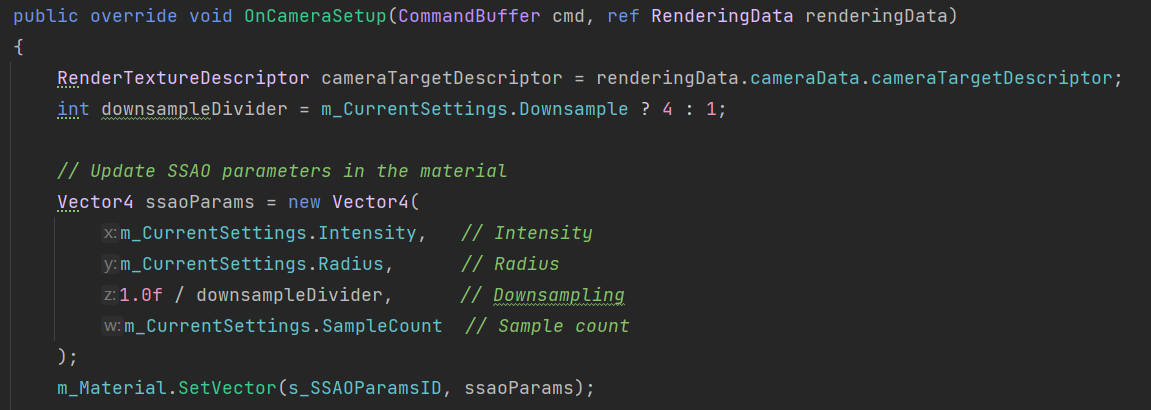 public override void OnCameraSetup(CommandBuffer cmd, ref RenderingData renderingData)
{
RenderTextureDescriptor cameraTargetDescriptor = renderingData.cameraData.cameraTargetDescriptor;
int downsampleDivider = m_CurrentSettings.Downsample ? 4 : 1;
// Update SSAO parameters in the material
Vector4 ssaoParams = new Vector4(
x: m_CurrentSettings.Intensity, // Intensity
y: m_CurrentSettings.Radius, // Radius
z: 1.0f / downsampleDivider, // Downsampling
w: m_CurrentSettings.SampleCount // Sample count
);
m_Material.SetVector(s_SSAOParamsID, ssaoParams);